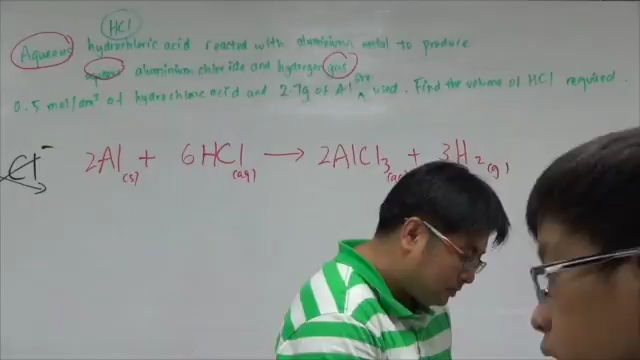 HCl
Aqueous hydrochloric acid reacted with aluminium metal to produce
aqueous aluminium chloride and hydrogen gas
0.5 mol/dm³ of hydrochloric acid and 2.7g of Al are used. Find the volume of HCl required.
Cl⁻
2Al(s) + 6HCl(aq) → 2AlCl₃(aq) + 3H₂(g)